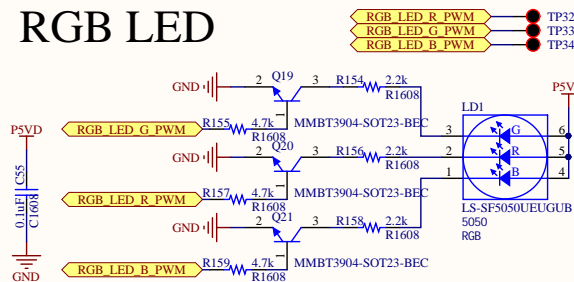 RGB LED
RGB_LED_R_PWM TP32
RGB_LED_G_PWM TP33
RGB_LED_B_PWM TP34
Q19
GND 2 3 R154 2.2k
R1608
1
RGB_LED_G_PWM R155 4.7k
R1608
MMBT3904-SOT23-BEC
Q20
GND 2 3 R156 2.2k
R1608
1
RGB_LED_R_PWM R157 4.7k
R1608
MMBT3904-SOT23-BEC
Q21
GND 2 3 R158 2.2k
R1608
1
RGB_LED_B_PWM R159 4.7k
R1608
MMBT3904-SOT23-BEC
P5VD
C55
0.1uF
C1608
GND
P5V
LD1
3 G 6
2 R 5
1 B 4
LS-SF5050UEUGUB
5050
RGB